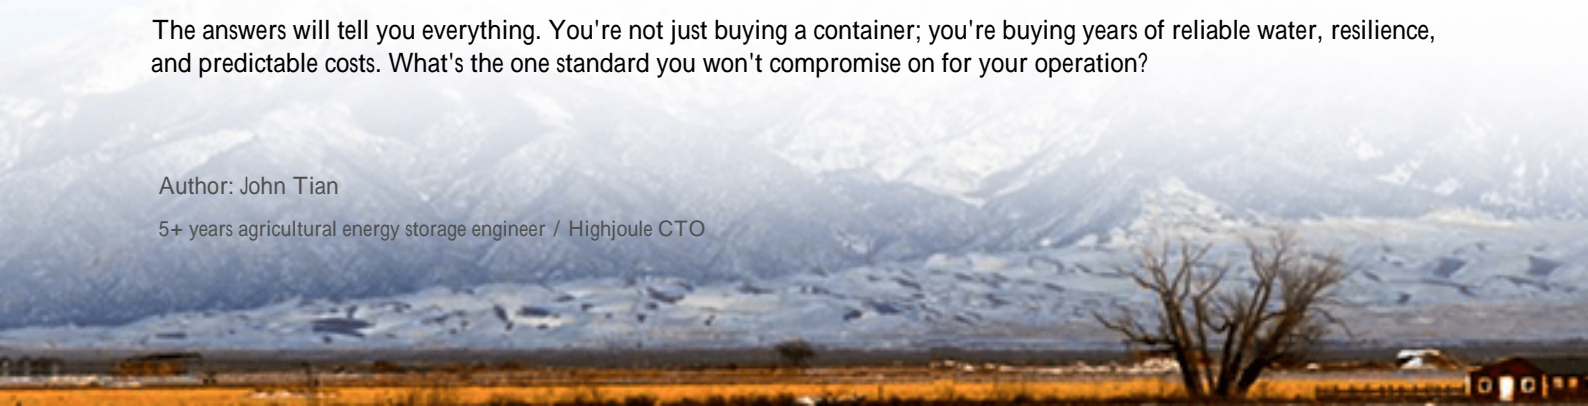 The answers will tell you everything. You're not just buying a container; you're buying years of reliable water, resilience,
and predictable costs. What's the one standard you won't compromise on for your operation?
Author: John Tian
5+ years agricultural energy storage engineer / Highjoule CTO